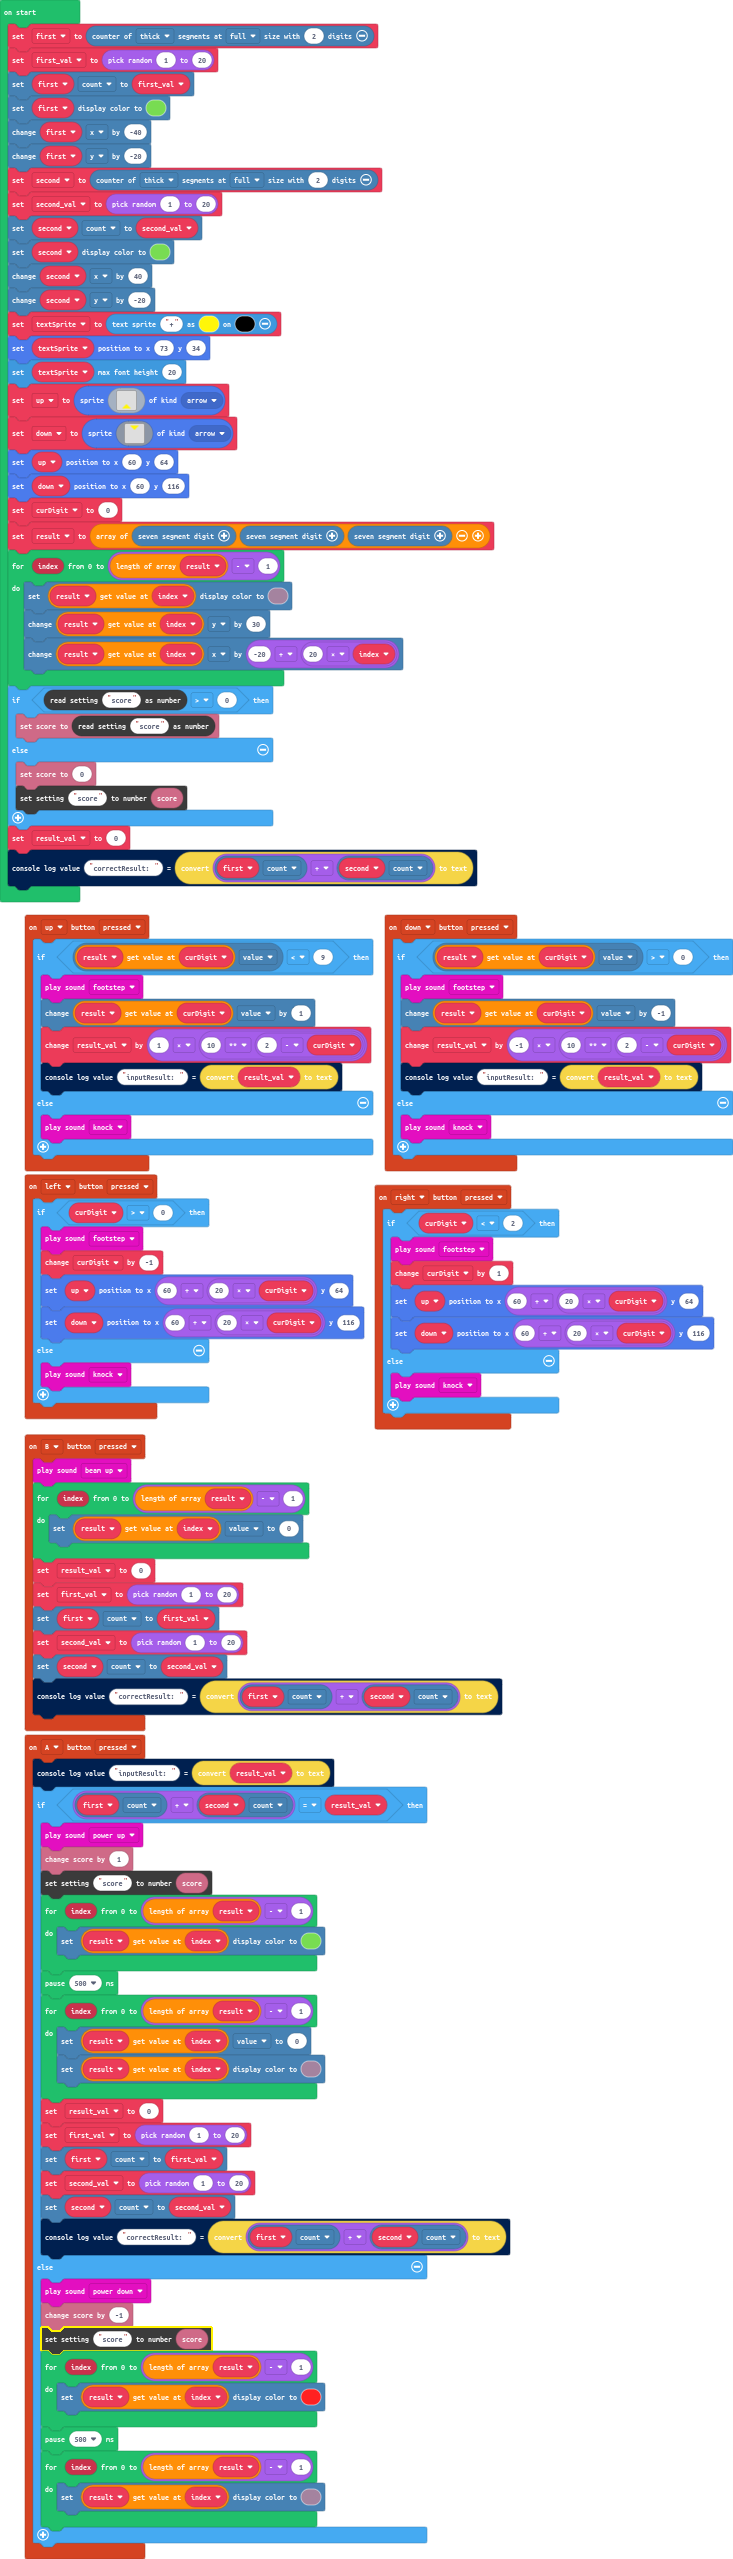 on start
set first to counter of thick segments at full size with 2 digits
set first_val to pick random 1 to 20
set first count to first_val
set first display color to
change first x by -40
change first y by -20
set second to counter of thick segments at full size with 2 digits
set second_val to pick random 1 to 20
set second count to second_val
set second display color to
change second x by 40
change second y by -20
set textSprite to text sprite "+" as on
set textSprite position to x 73 y 34
set textSprite max font height 20
set up to sprite of kind arrow
set down to sprite of kind arrow
set up position to x 60 y 64
set down position to x 60 y 116
set curDigit to 0
set result to array of seven segment digit seven segment digit seven segment digit
for index from 0 to length of array result - 1
do
set result get value at index display color to
change result get value at index y by 30
change result get value at index x by -20 + 20 × index
if read setting "score" as number > 0 then
set score to read setting "score" as number
else
set score to 0
set setting "score" to number score
set result_val to 0
console log value "correctResult: " = convert first count + second count to text
on up button pressed
if result get value at curDigit value < 9 then
play sound footstep
change result get value at curDigit value by 1
change result_val by 1 × 10 ** 2 - curDigit
console log value "inputResult: " = convert result_val to text
else
play sound knock
on down button pressed
if result get value at curDigit value > 0 then
play sound footstep
change result get value at curDigit value by -1
change result_val by -1 × 10 ** 2 - curDigit
console log value "inputResult: " = convert result_val to text
else
play sound knock
on left button pressed
if curDigit > 0 then
play sound footstep
change curDigit by -1
set up position to x 60 + 20 × curDigit y 64
set down position to x 60 + 20 × curDigit y 116
else
play sound knock
on right button pressed
if curDigit < 2 then
play sound footstep
change curDigit by 1
set up position to x 60 + 20 × curDigit y 64
set down position to x 60 + 20 × curDigit y 116
else
play sound knock
on B button pressed
play sound beam up
for index from 0 to length of array result - 1
do
set result get value at index value to 0
set result_val to 0
set first_val to pick random 1 to 20
set first count to first_val
set second_val to pick random 1 to 20
set second count to second_val
console log value "correctResult: " = convert first count + second count to text
on A button pressed
console log value "inputResult: " = convert result_val to text
if first count + second count = result_val then
play sound power up
change score by 1
set setting "score" to number score
for index from 0 to length of array result - 1
do
set result get value at index display color to
pause 500 ms
for index from 0 to length of array result - 1
do
set result get value at index value to 0
set result get value at index display color to
set result_val to 0
set first_val to pick random 1 to 20
set first count to first_val
set second_val to pick random 1 to 20
set second count to second_val
console log value "correctResult: " = convert first count + second count to text
else
play sound power down
change score by -1
set setting "score" to number score
for index from 0 to length of array result - 1
do
set result get value at index display color to
pause 500 ms
for index from 0 to length of array result - 1
do
set result get value at index display color to